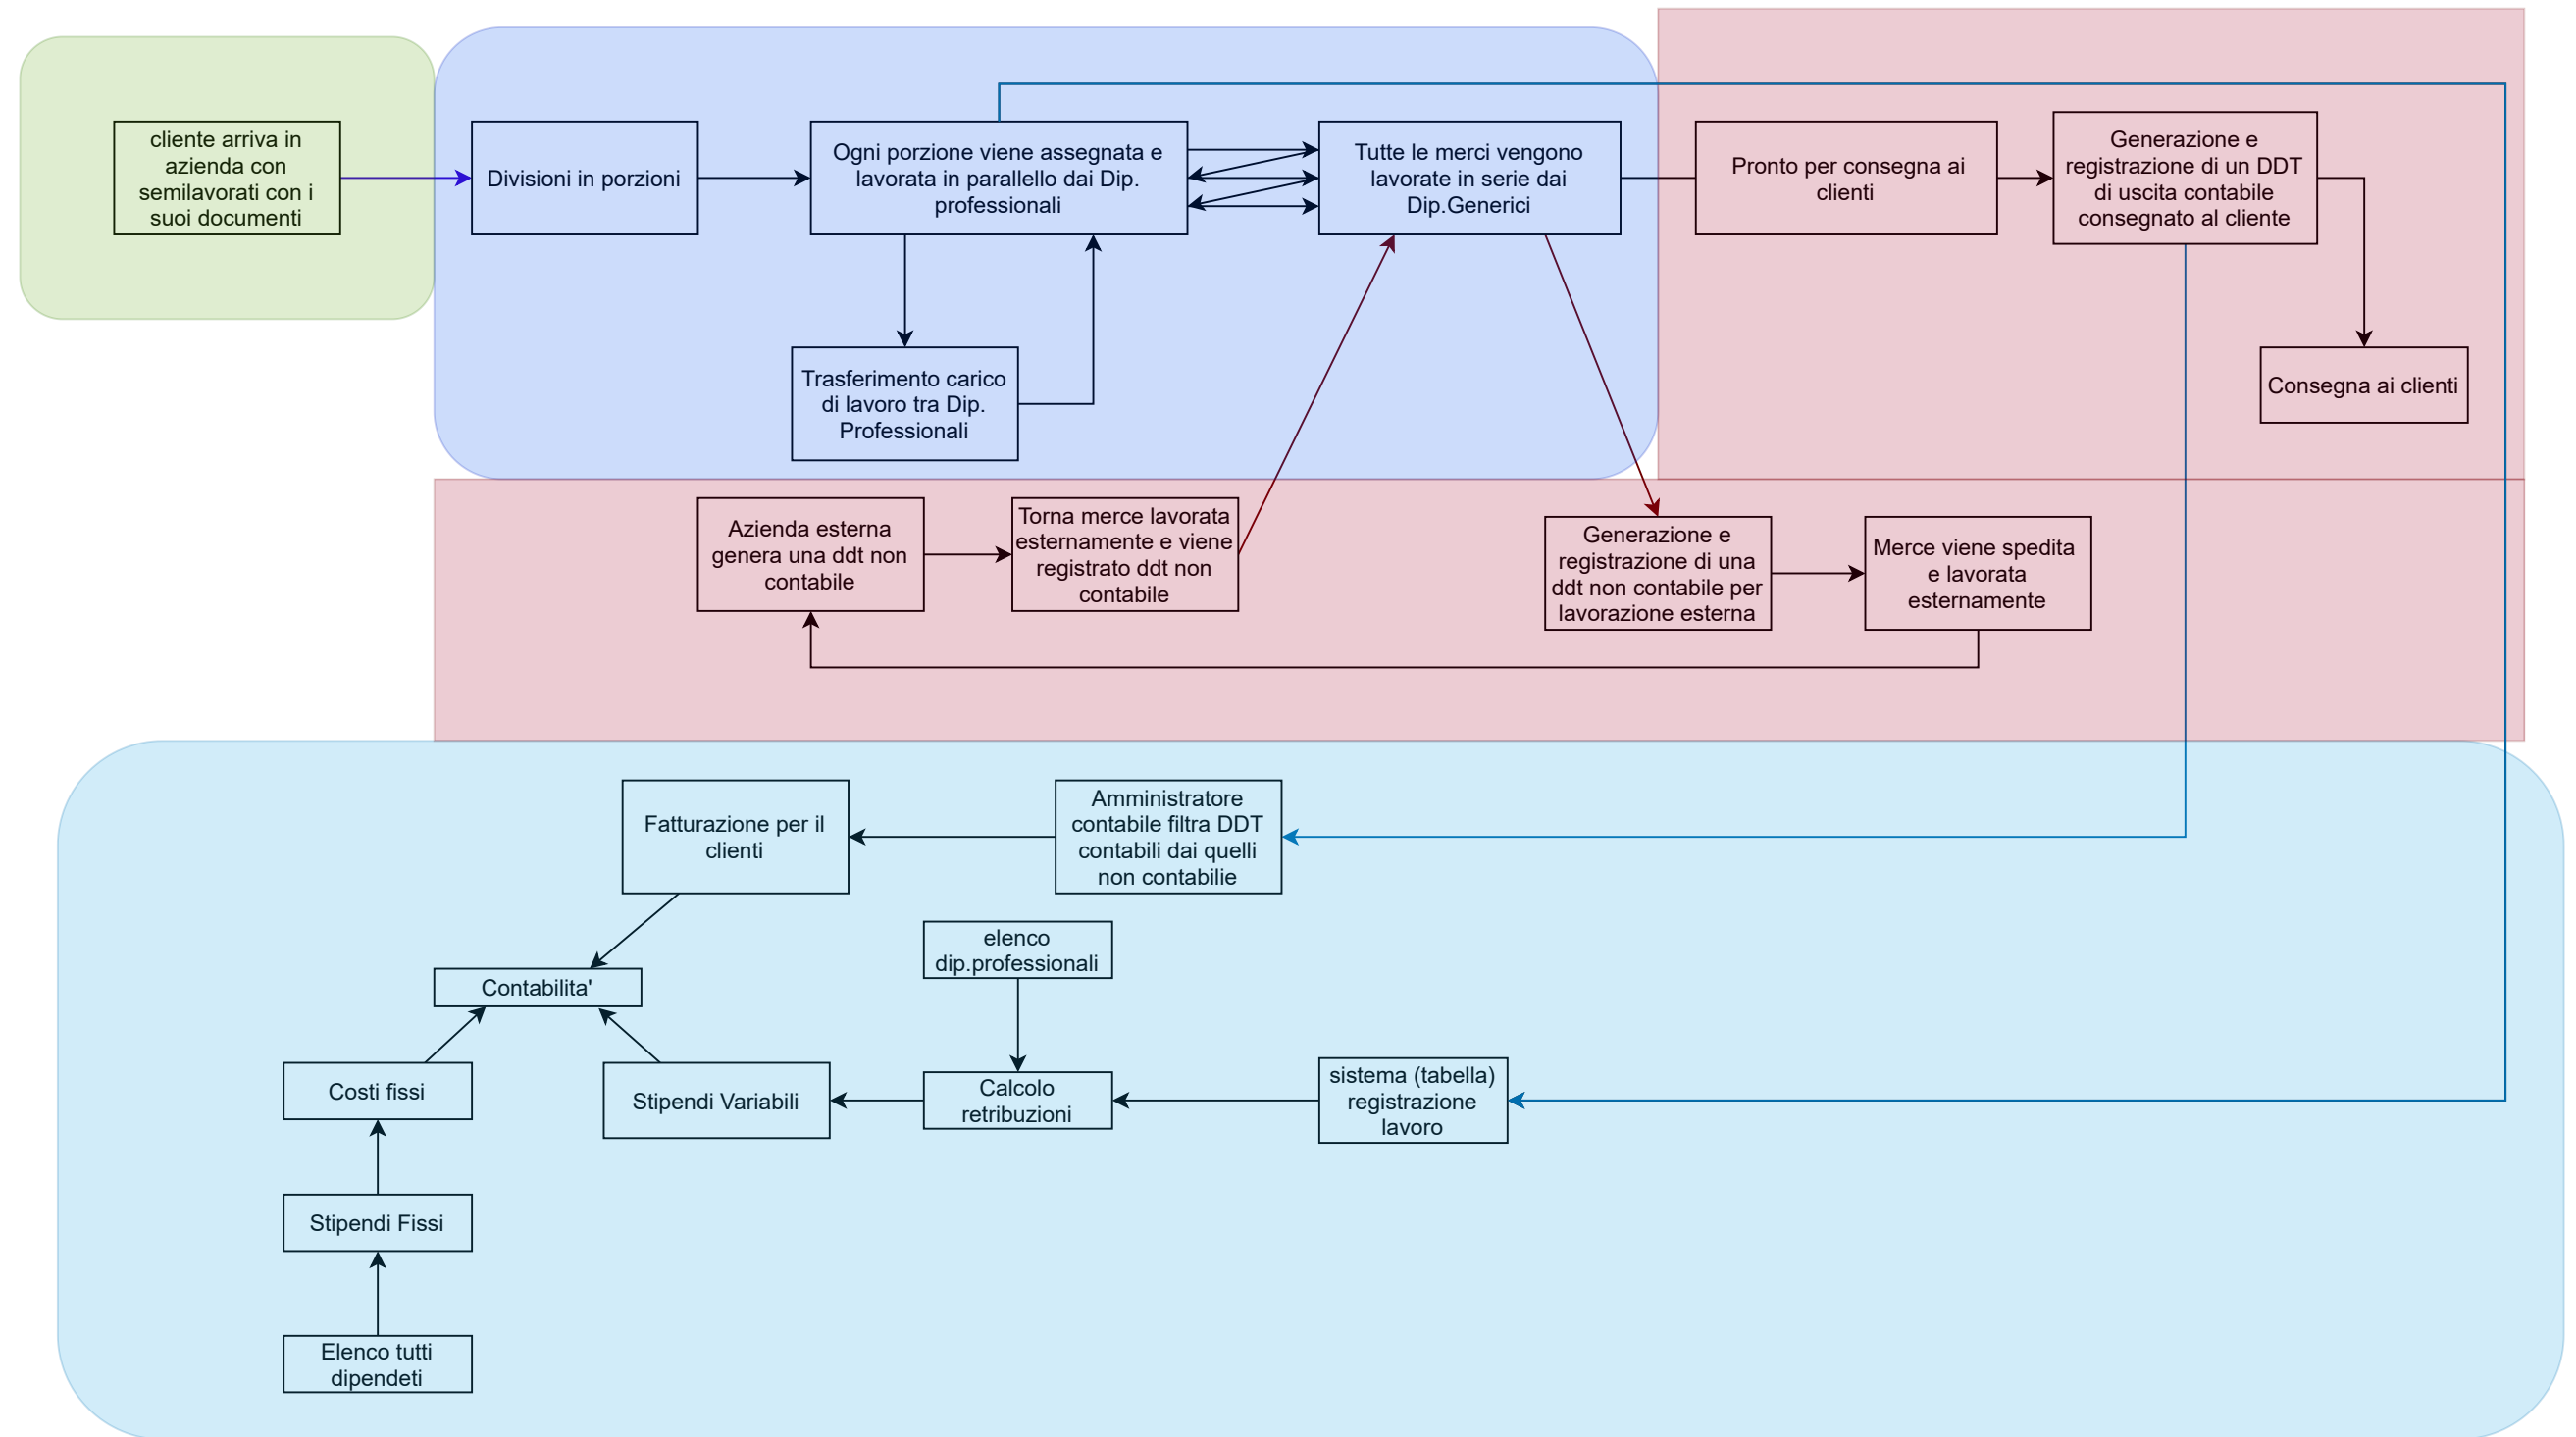 cliente arriva in
azienda con
semilavorati con i
suoi documenti
Divisioni in porzioni
Ogni porzione viene assegnata e
lavorata in parallello dai Dip.
professionali
Tutte le merci vengono
lavorate in serie dai
Dip.Generici
Pronto per consegna ai
clienti
Generazione e
registrazione di un DDT
di uscita contabile
consegnato al cliente
Trasferimento carico
di lavoro tra Dip.
Professionali
Consegna ai clienti
Azienda esterna
genera una ddt non
contabile
Torna merce lavorata
esternamente e viene
registrato ddt non
contabile
Generazione e
registrazione di una
ddt non contabile per
lavorazione esterna
Merce viene spedita
e lavorata
esternamente
Fatturazione per il
clienti
Amministratore
contabile filtra DDT
contabili dai quelli
non contabilie
elenco
dip.professionali
Contabilita'
Costi fissi
Stipendi Variabili
Calcolo
retribuzioni
sistema (tabella)
registrazione
lavoro
Stipendi Fissi
Elenco tutti
dipendeti